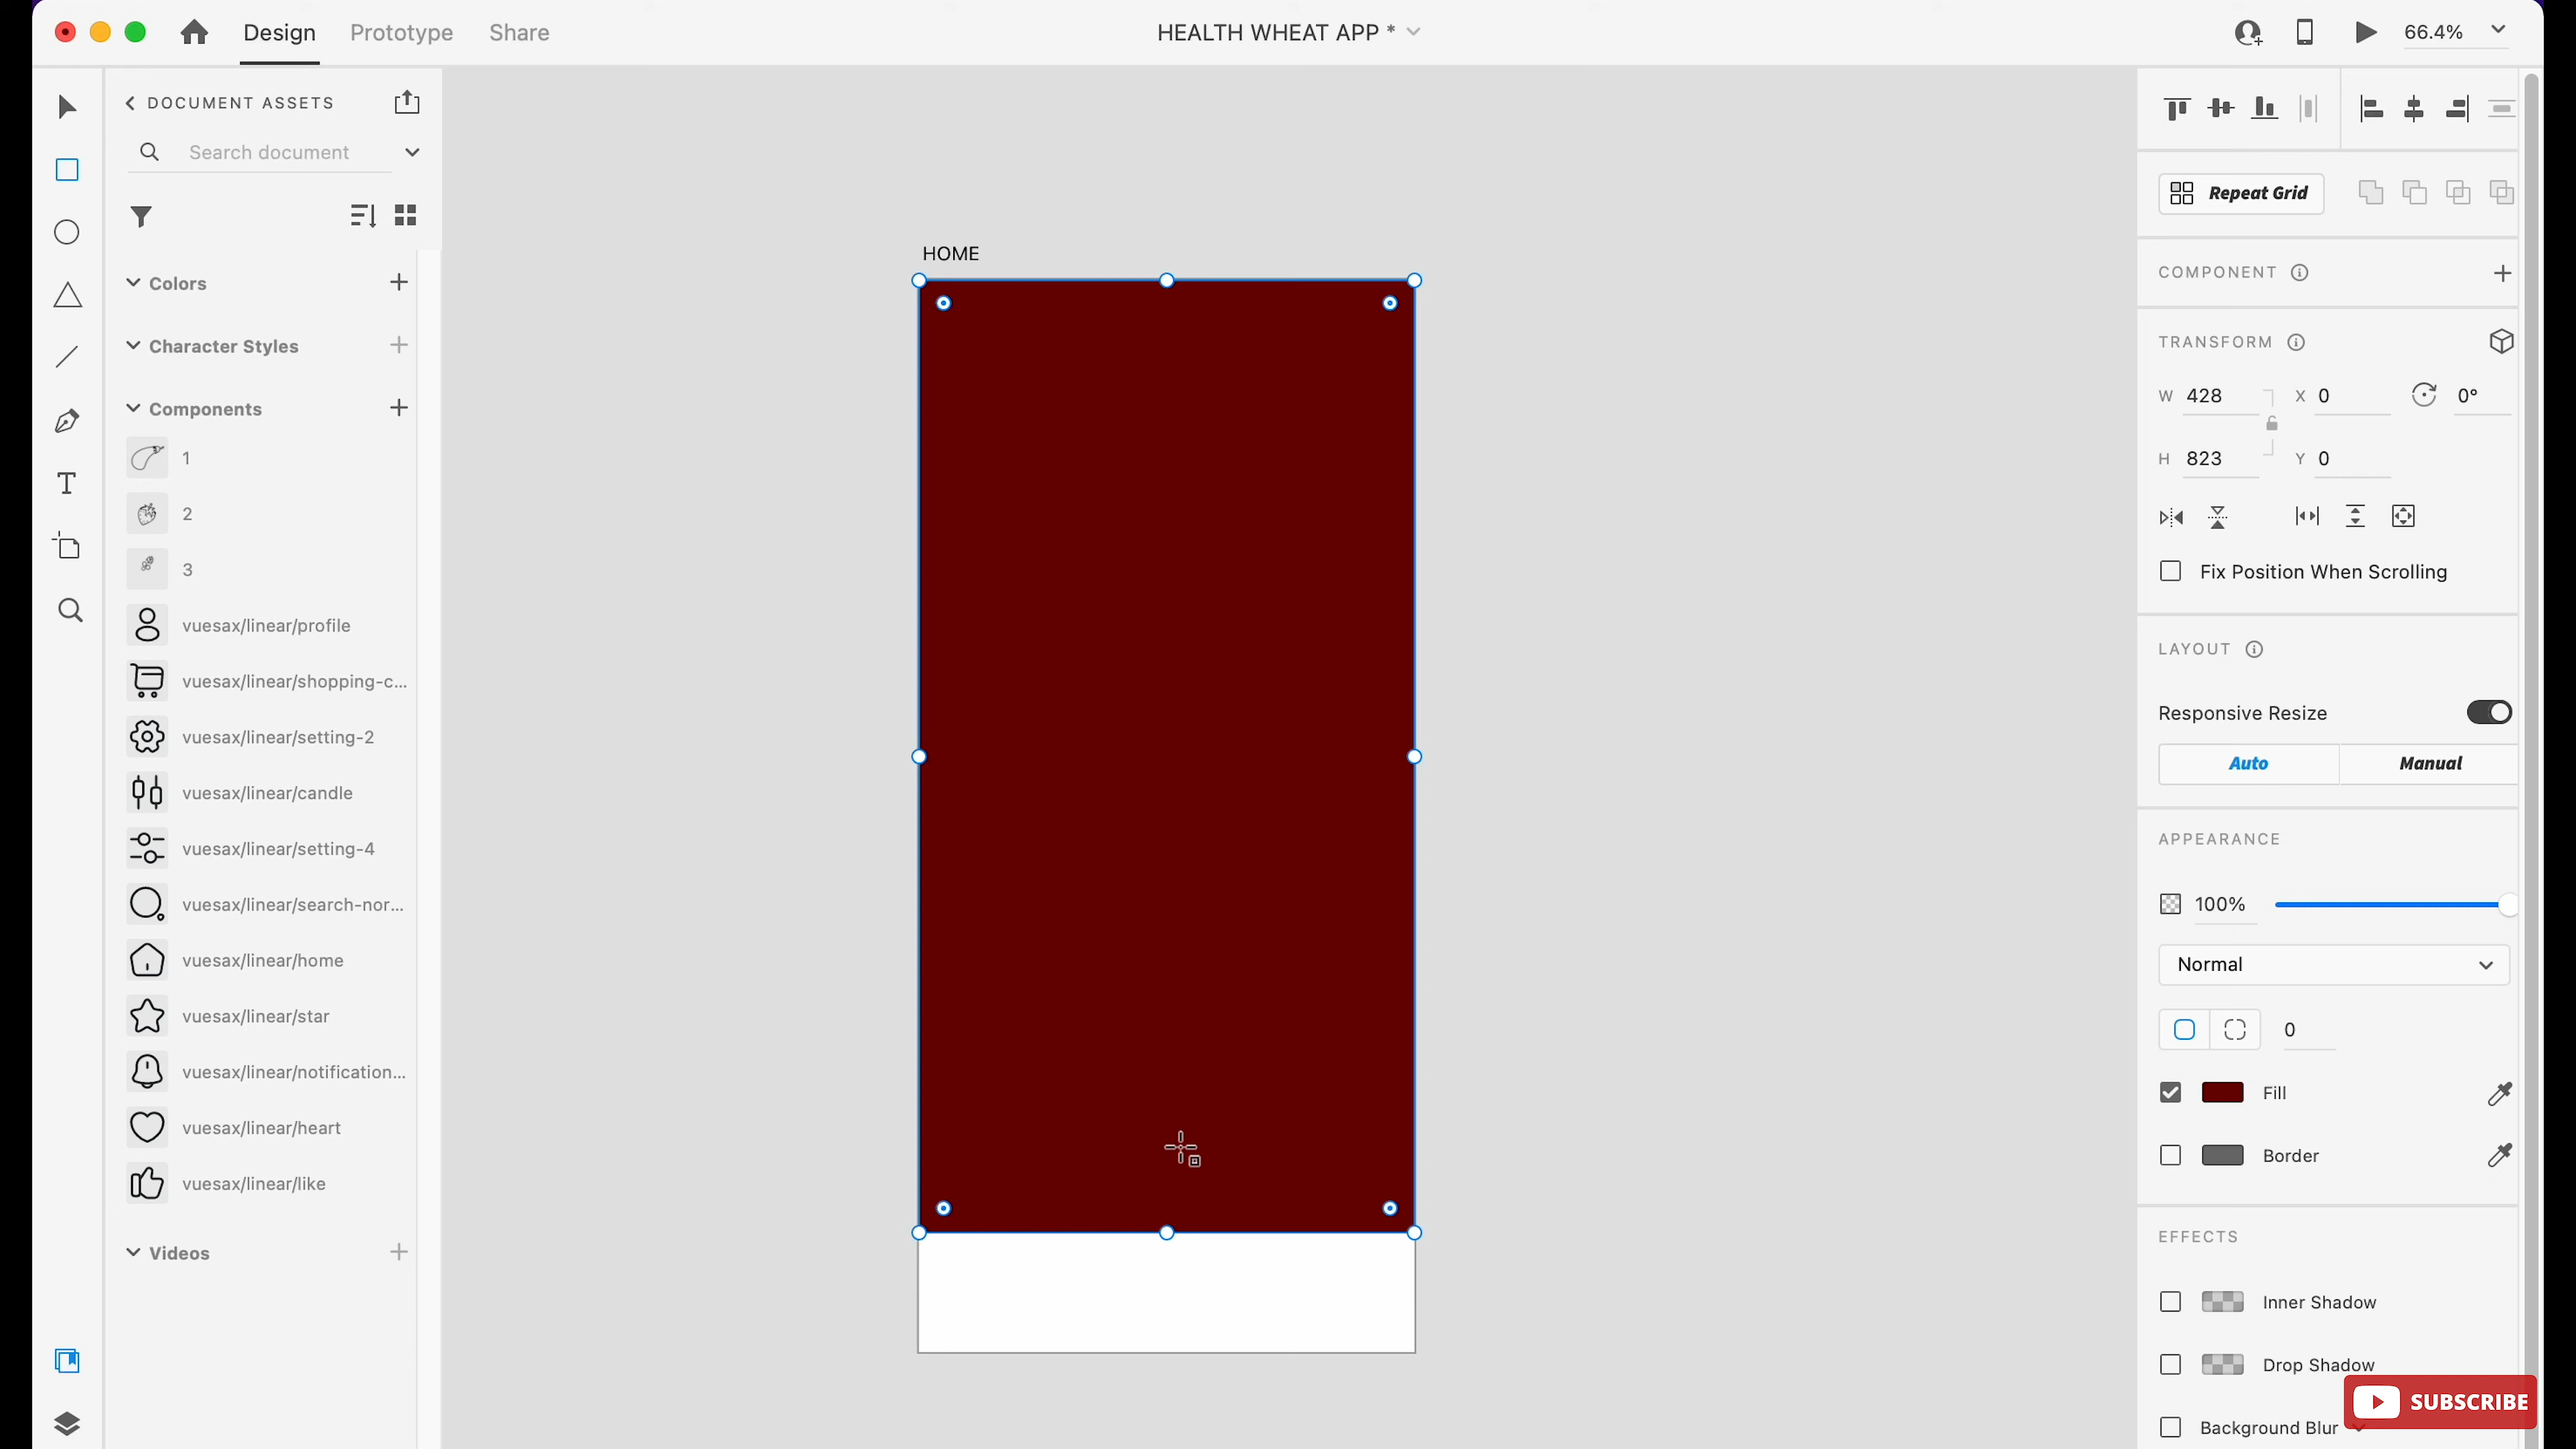 Design Prototype Share
HEALTH WHEAT APP *
66.4%
DOCUMENT ASSETS
Search document
Colors
Character Styles
Components
1
2
3
vuesax/linear/profile
vuesax/linear/shopping-c...
vuesax/linear/setting-2
vuesax/linear/candle
vuesax/linear/setting-4
vuesax/linear/search-nor...
vuesax/linear/home
vuesax/linear/star
vuesax/linear/notification...
vuesax/linear/heart
vuesax/linear/like
Videos
HOME
Repeat Grid
COMPONENT
TRANSFORM
W 428 X 0 0°
H 823 Y 0
Fix Position When Scrolling
LAYOUT
Responsive Resize
Auto Manual
APPEARANCE
100%
Normal
0
Fill
Border
EFFECTS
Inner Shadow
Drop Shadow
Background Blur
SUBSCRIBE